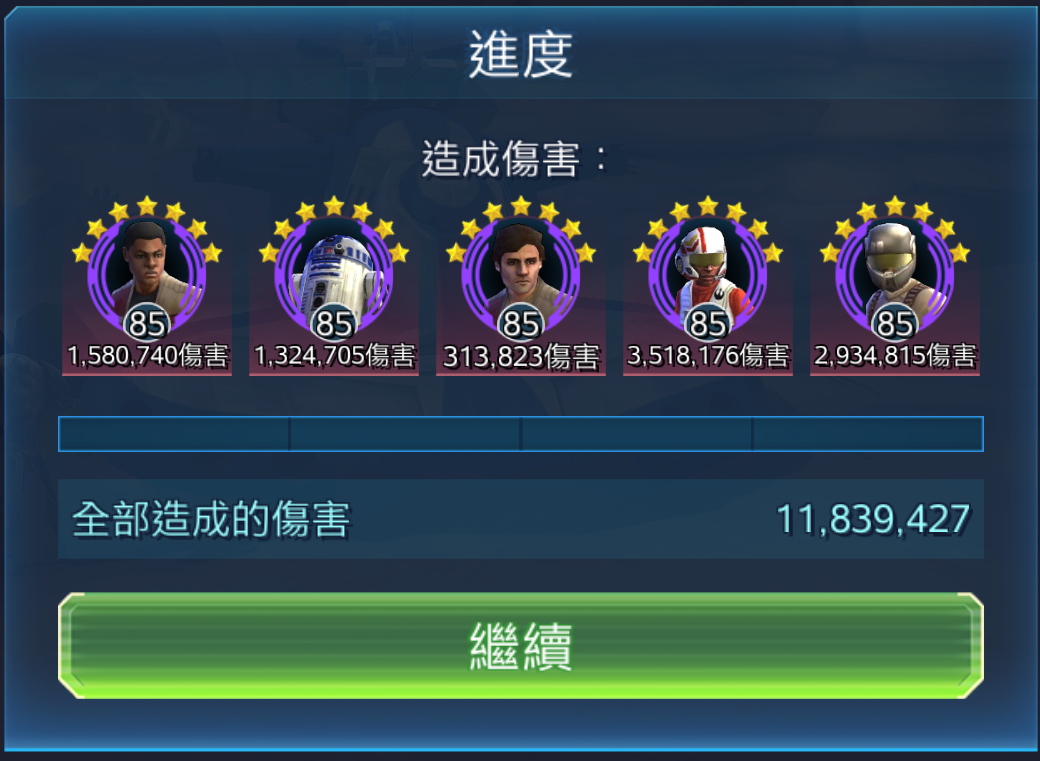 進度
造成傷害：
85 85 85 85 85
1,580,740傷害 1,324,705傷害 313,823傷害 3,518,176傷害 2,934,815傷害
全部造成的傷害 11,839,427
繼續